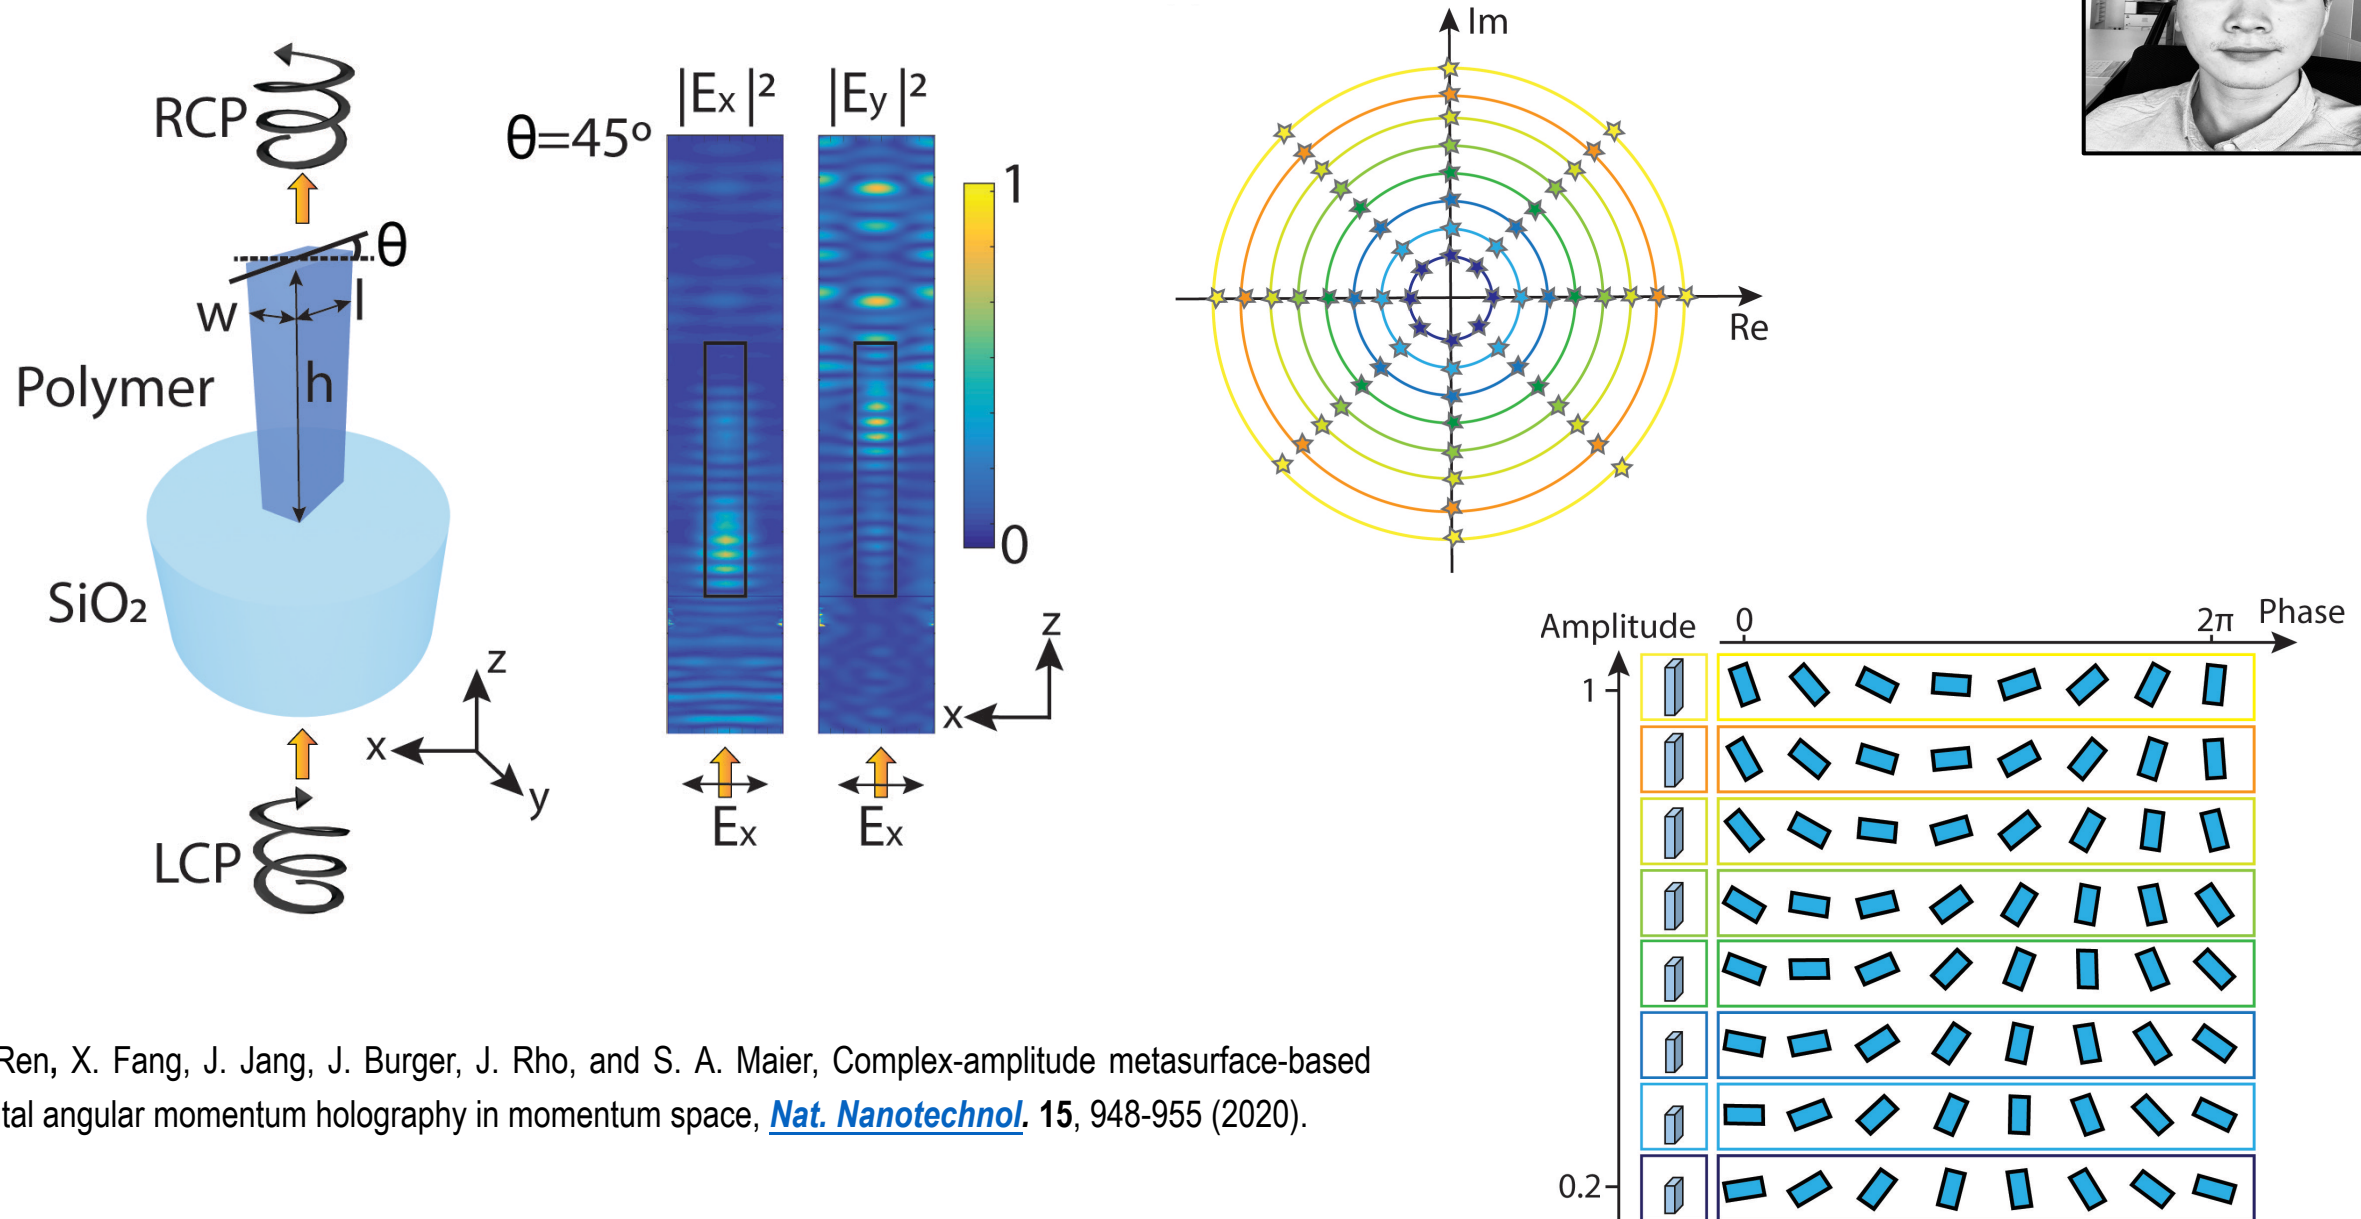 RCP
θ
w
l
h
Polymer
SiO₂
z
x
y
LCP
θ=45º
|Ex|² |Ey|²
1
0
z
x
Ex Ex
Im
Re
Amplitude 0 2π Phase
1
0.2
Ren, X. Fang, J. Jang, J. Burger, J. Rho, and S. A. Maier, Complex-amplitude metasurface-based
tal angular momentum holography in momentum space, Nat. Nanotechnol. 15, 948-955 (2020).